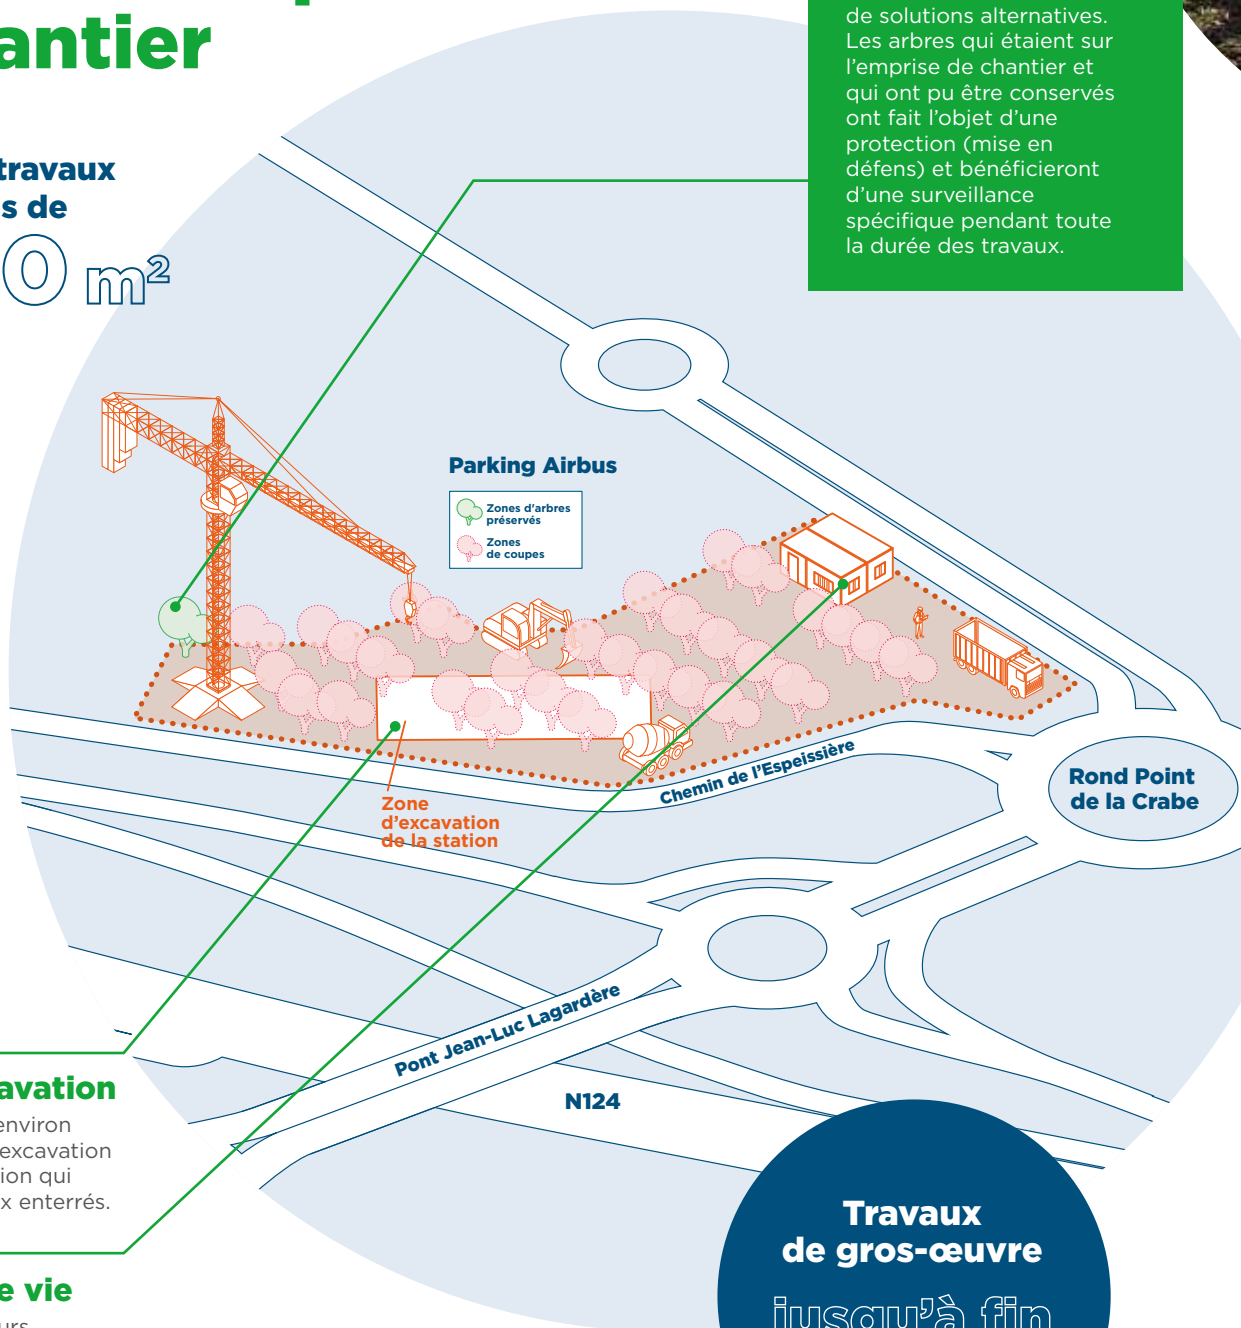 antier
travaux
s de
0 m²
de solutions alternatives.
Les arbres qui étaient sur
l'emprise de chantier et
qui ont pu être conservés
ont fait l'objet d'une
protection (mise en
défens) et bénéficieront
d'une surveillance
spécifique pendant toute
la durée des travaux.
Parking Airbus
Zones d'arbres
préservés
Zones
de coupes
Zone
d'excavation
de la station
Chemin de l'Espeissière
Rond Point
de la Crabe
Pont Jean-Luc Lagardère
N124
avation
environ
excavation
ion qui
x enterrés.
e vie
urs
Travaux
de gros-œuvre
jusqu'à fin